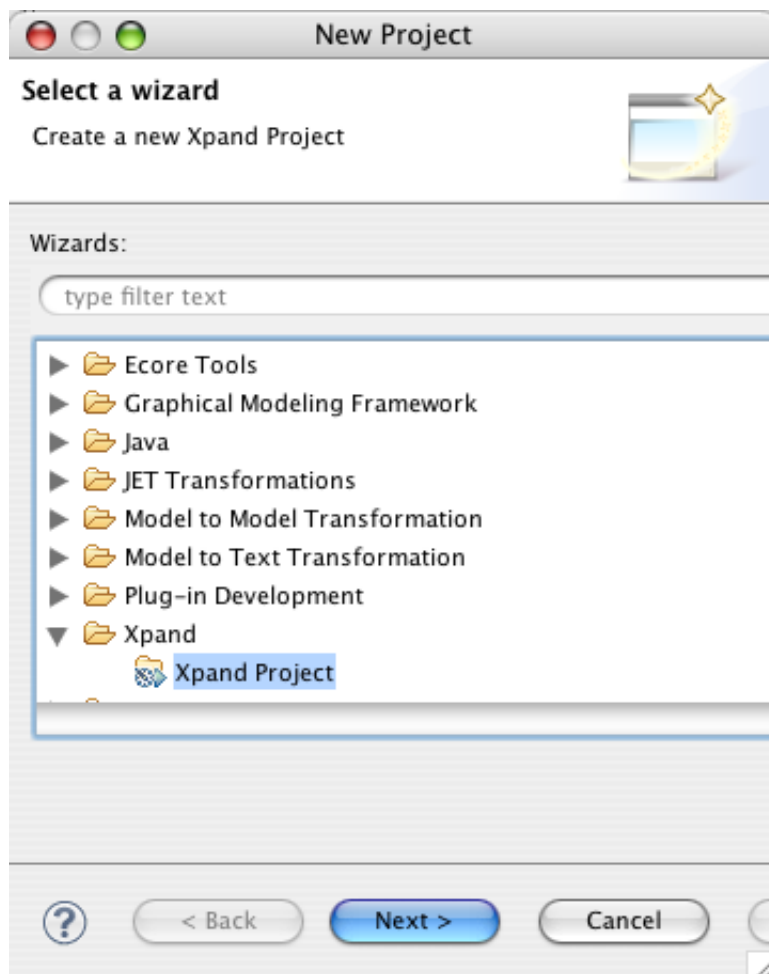 New Project
Select a wizard
Create a new Xpand Project
Wizards:
type filter text
Ecore Tools
Graphical Modeling Framework
Java
JET Transformations
Model to Model Transformation
Model to Text Transformation
Plug-in Development
Xpand
Xpand Project
? < Back Next > Cancel